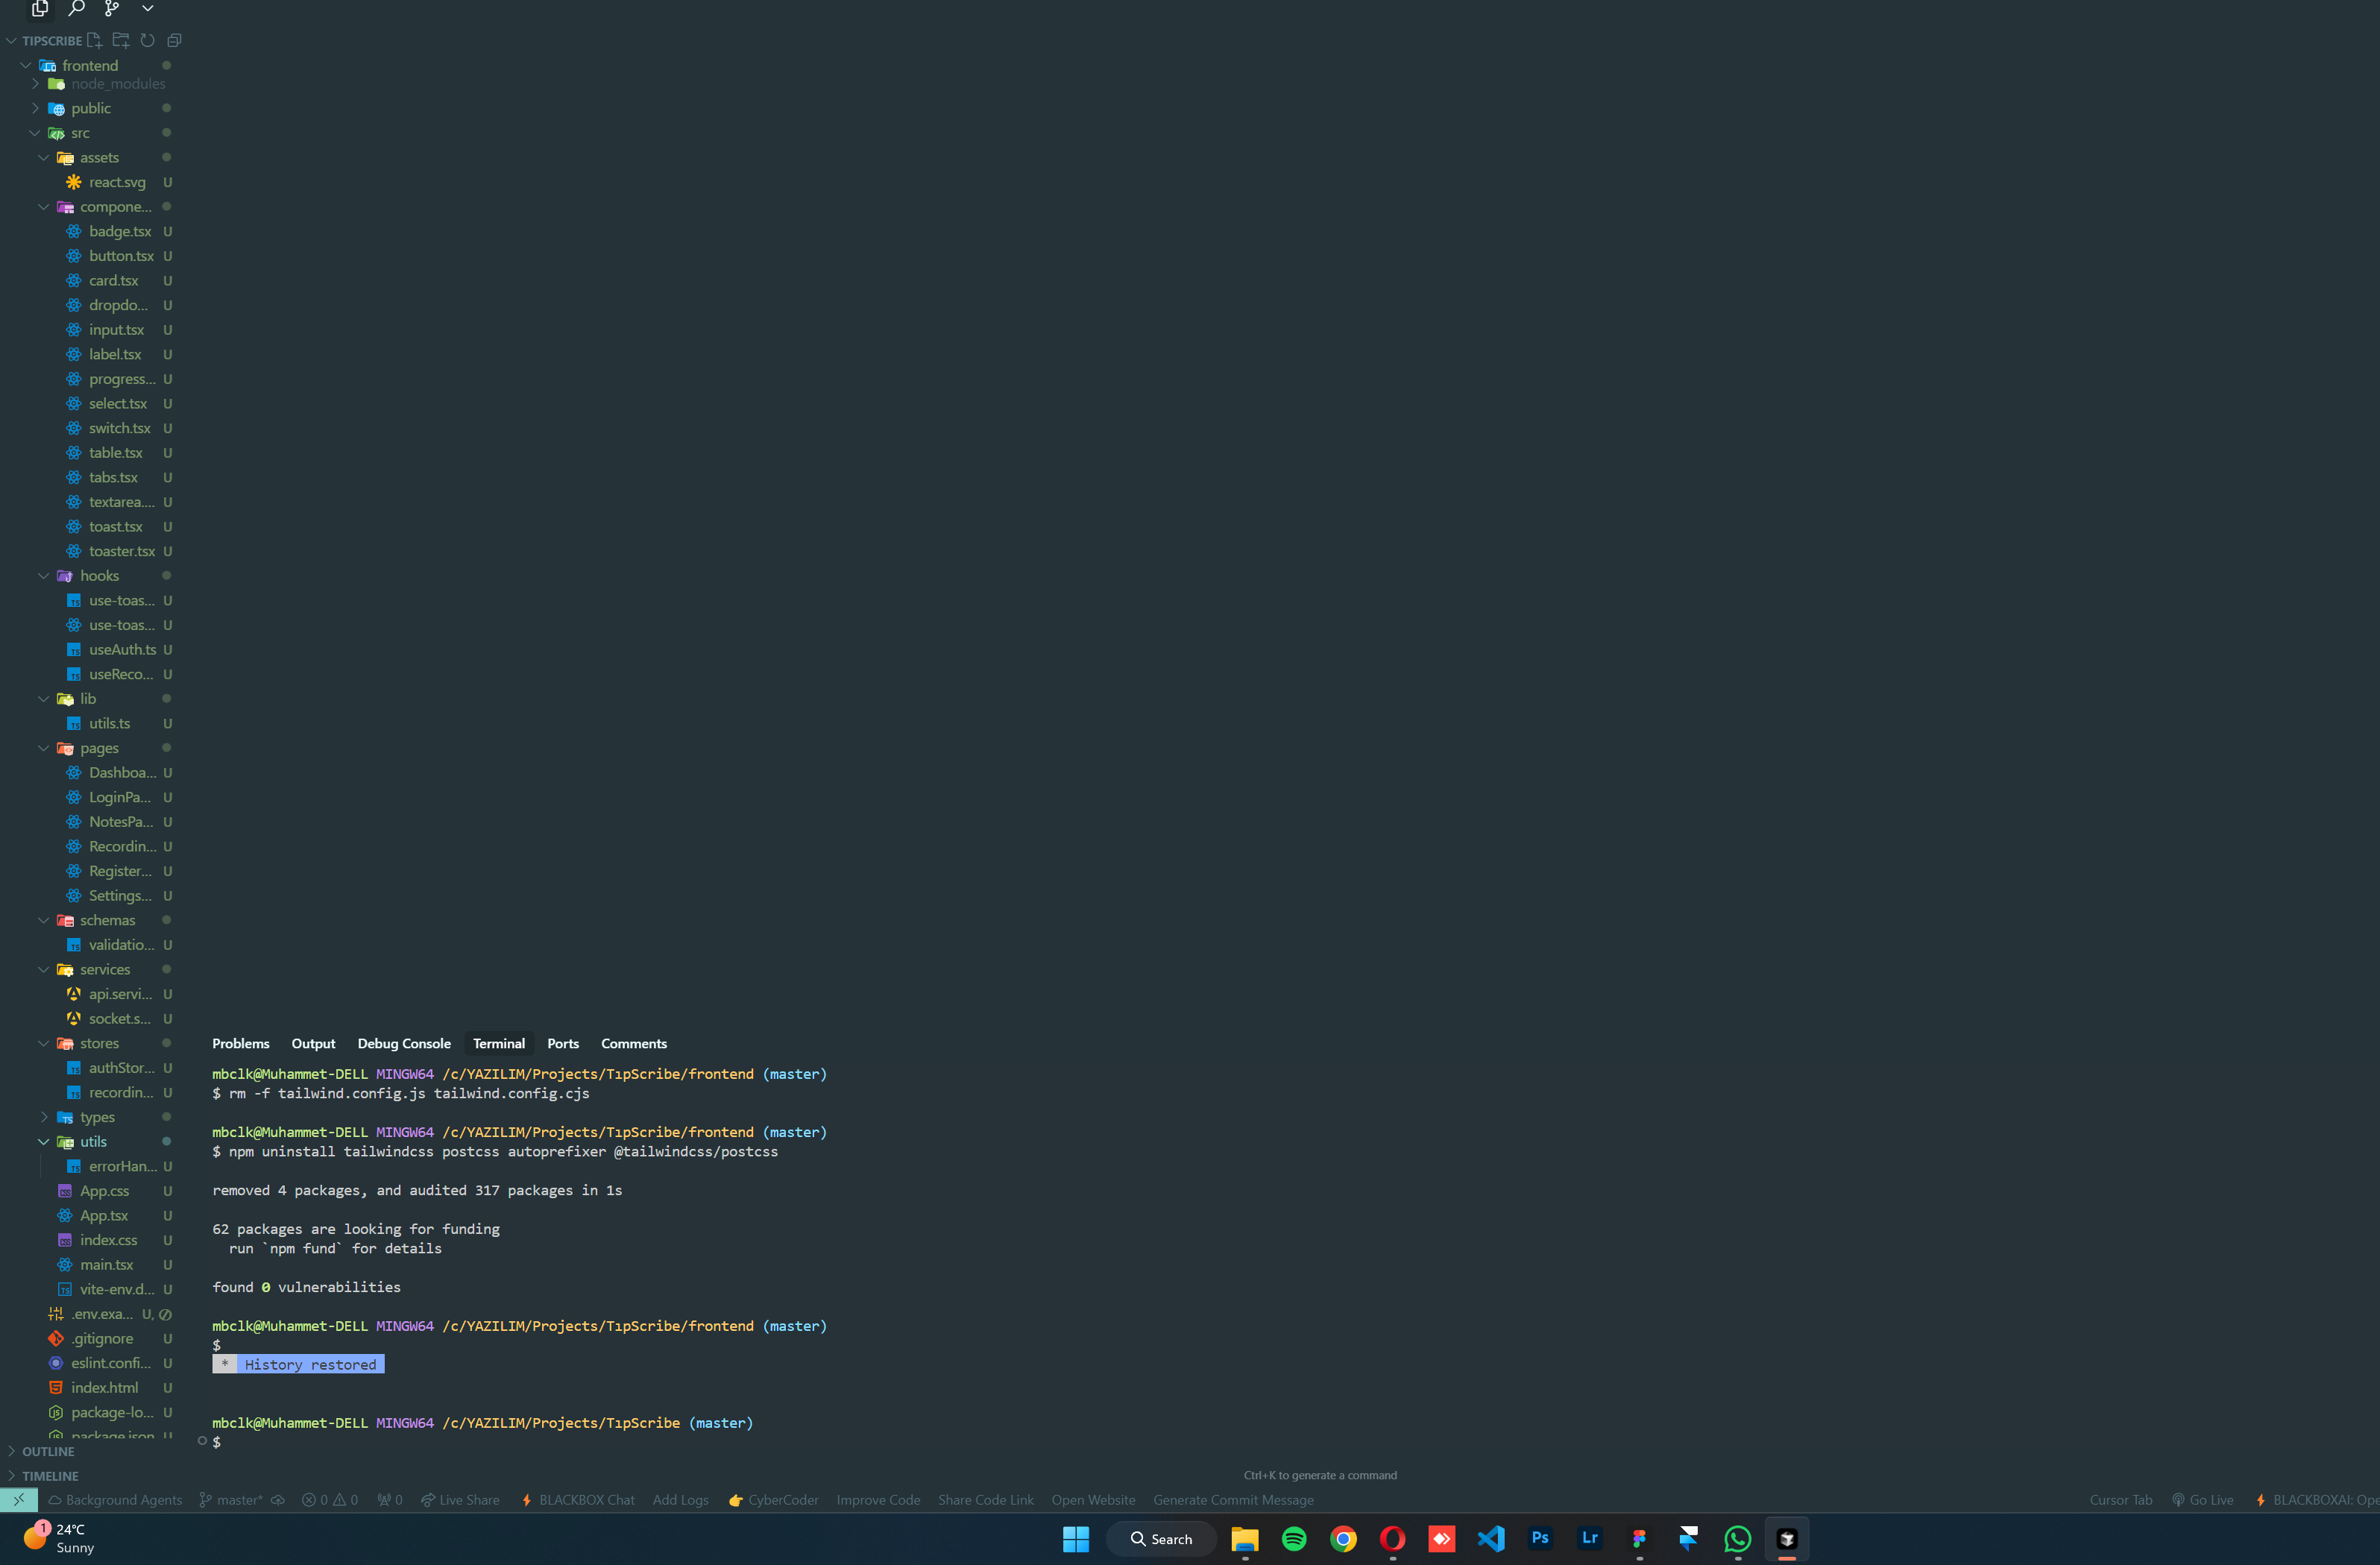 TIPSCRIBE
frontend
node_modules
public
src
assets
react.svg U
compone... 
badge.tsx U
button.tsx U
card.tsx U
dropdo... U
input.tsx U
label.tsx U
progress... U
select.tsx U
switch.tsx U
table.tsx U
tabs.tsx U
textarea.... U
toast.tsx U
toaster.tsx U
hooks
use-toas... U
use-toas... U
useAuth.ts U
useReco... U
lib
utils.ts U
pages
Dashboa... U
LoginPa... U
NotesPa... U
Recordin... U
Register... U
Settings... U
schemas
validatio... U
services
api.servi... U
socket.s... U
stores
authStor... U
recordin... U
types
utils
errorHan... U
App.css U
App.tsx U
index.css U
main.tsx U
vite-env.d... U
.env.exa... U,
.gitignore U
eslint.confi... U
index.html U
package-lo... U
package.json U
OUTLINE
TIMELINE
Problems Output Debug Console Terminal Ports Comments
mbclk@Muhammet-DELL MINGW64 /c/YAZILIM/Projects/TıpScribe/frontend (master)
$ rm -f tailwind.config.js tailwind.config.cjs
mbclk@Muhammet-DELL MINGW64 /c/YAZILIM/Projects/TıpScribe/frontend (master)
$ npm uninstall tailwindcss postcss autoprefixer @tailwindcss/postcss
removed 4 packages, and audited 317 packages in 1s
62 packages are looking for funding
run `npm fund` for details
found 0 vulnerabilities
mbclk@Muhammet-DELL MINGW64 /c/YAZILIM/Projects/TıpScribe/frontend (master)
$
* History restored
mbclk@Muhammet-DELL MINGW64 /c/YAZILIM/Projects/TıpScribe (master)
$
Ctrl+K to generate a command
Background Agents master* 0 0 0 Live Share BLACKBOX Chat Add Logs CyberCoder Improve Code Share Code Link Open Website Generate Commit Message Cursor Tab Go Live BLACKBOXAI: Ope
1
24°C
Sunny
Search
Ps
Lr